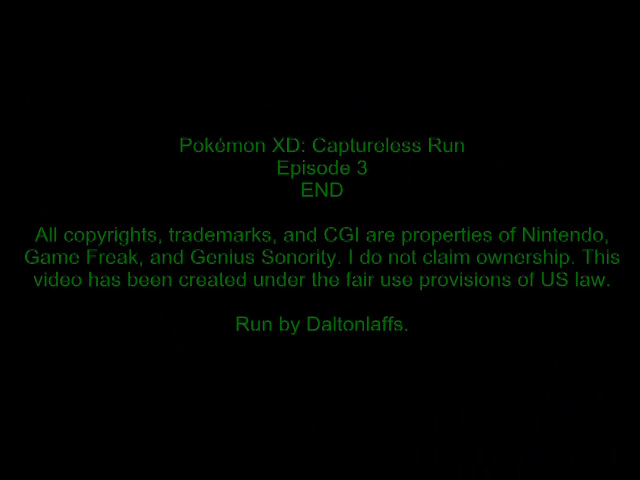 Pokémon XD: Captureless Run
Episode 3
END
All copyrights, trademarks, and CGI are properties of Nintendo,
Game Freak, and Genius Sonority. I do not claim ownership. This
video has been created under the fair use provisions of US law.
Run by Daltonlaffs.